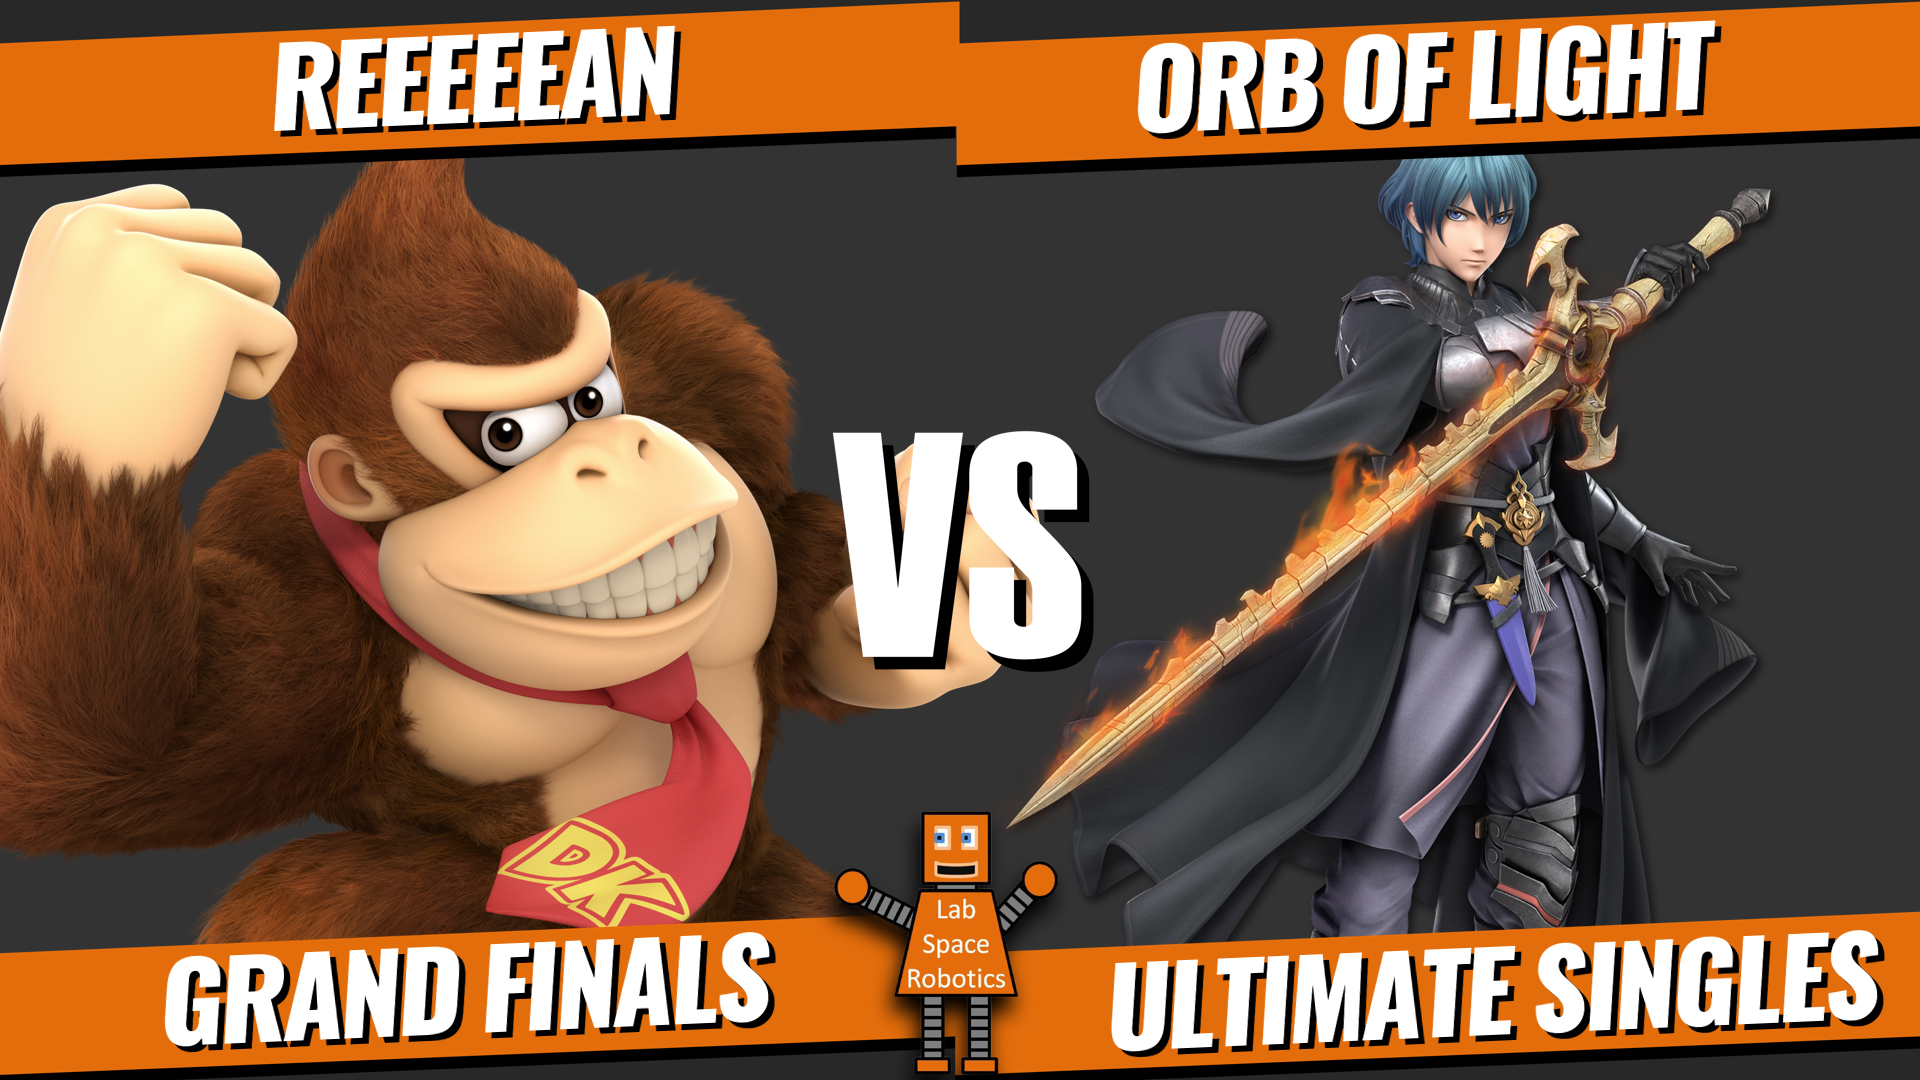 REEEEEAN
ORB OF LIGHT
VS
DK
Lab
Space
Robotics
GRAND FINALS
ULTIMATE SINGLES